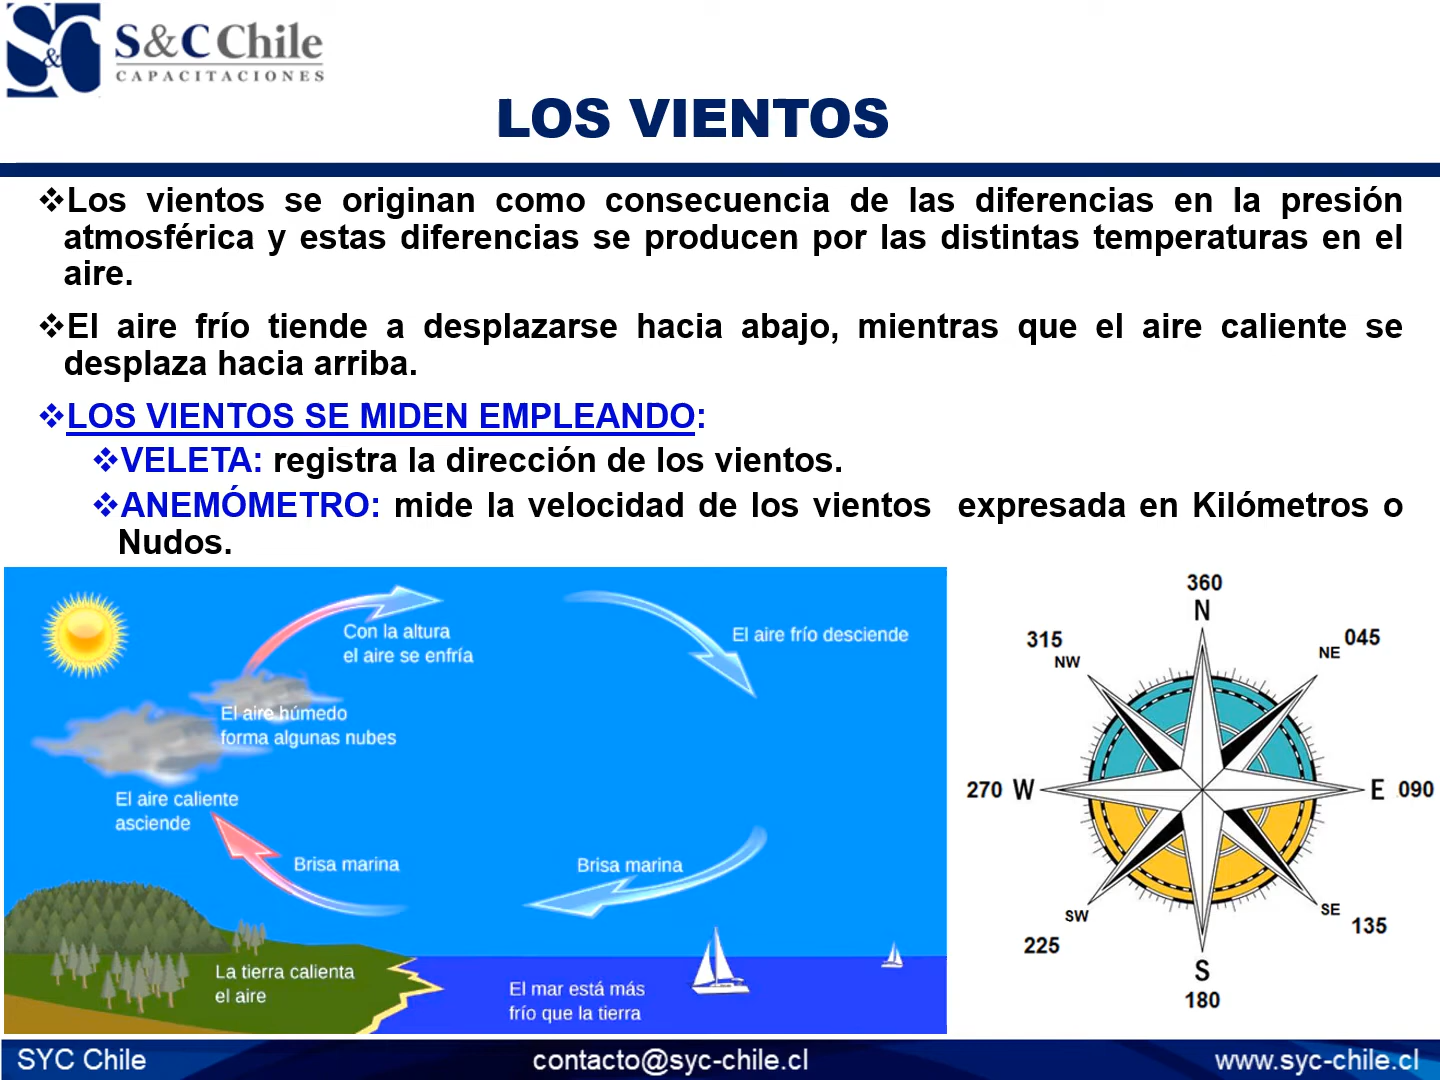 S&C Chile
CAPACITACIONES
LOS VIENTOS
❖Los vientos se originan como consecuencia de las diferencias en la presión
atmosférica y estas diferencias se producen por las distintas temperaturas en el
aire.
❖El aire frío tiende a desplazarse hacia abajo, mientras que el aire caliente se
desplaza hacia arriba.
❖LOS VIENTOS SE MIDEN EMPLEANDO:
❖VELETA: registra la dirección de los vientos.
❖ANEMÓMETRO: mide la velocidad de los vientos expresada en Kilómetros o
Nudos.
Con la altura
el aire se enfría
El aire frío desciende
El aire húmedo
forma algunas nubes
El aire caliente
asciende
Brisa marina
Brisa marina
La tierra calienta
el aire
El mar está más
frío que la tierra
360
N
315
NW
NE
045
270 W
E 090
SW
225
SE
135
S
180
SYC Chile
contacto@syc-chile.cl
www.syc-chile.cl